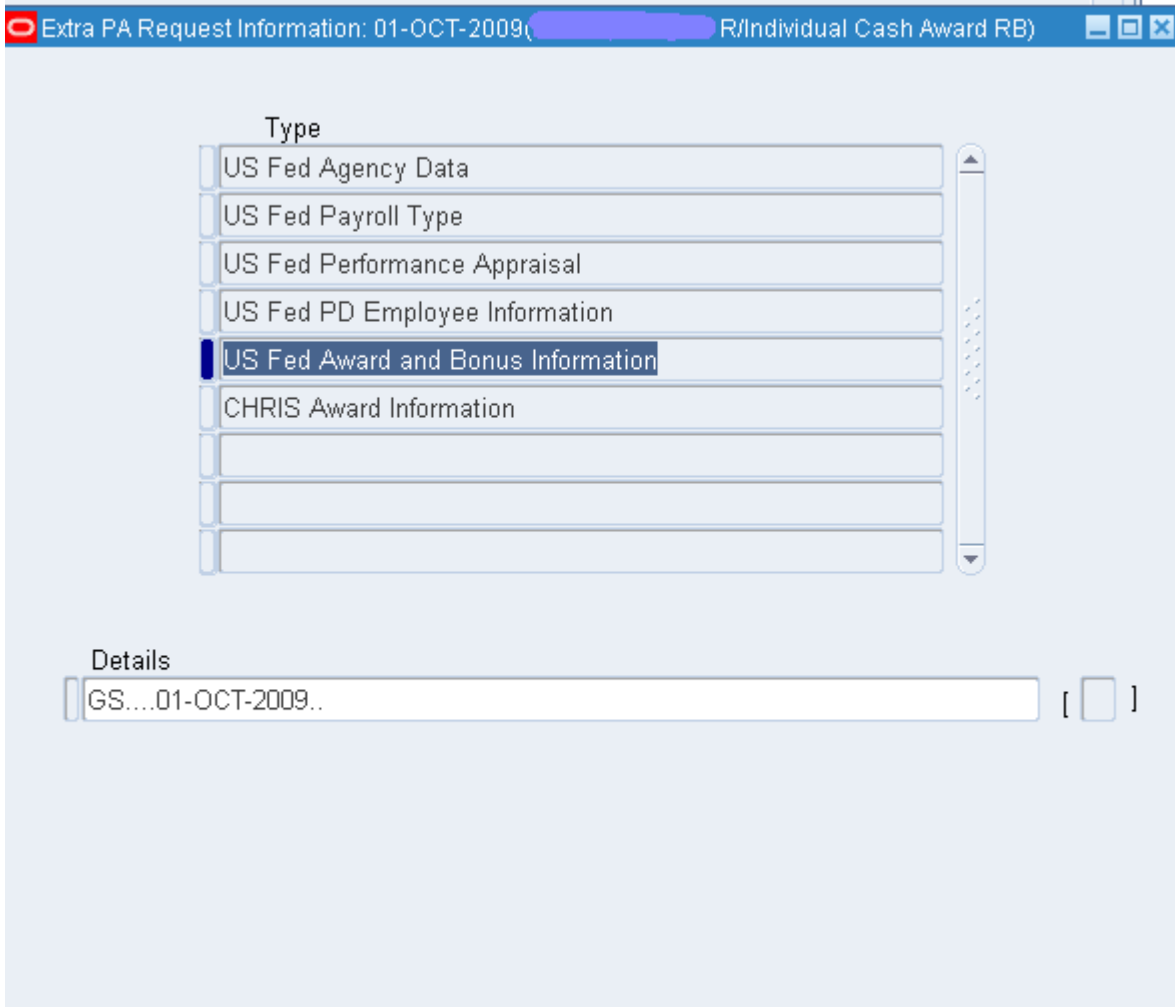 Extra PA Request Information: 01-OCT-2009( R/Individual Cash Award RB)
Type
US Fed Agency Data
US Fed Payroll Type
US Fed Performance Appraisal
US Fed PD Employee Information
US Fed Award and Bonus Information
CHRIS Award Information
Details
GS....01-OCT-2009..
[ ]